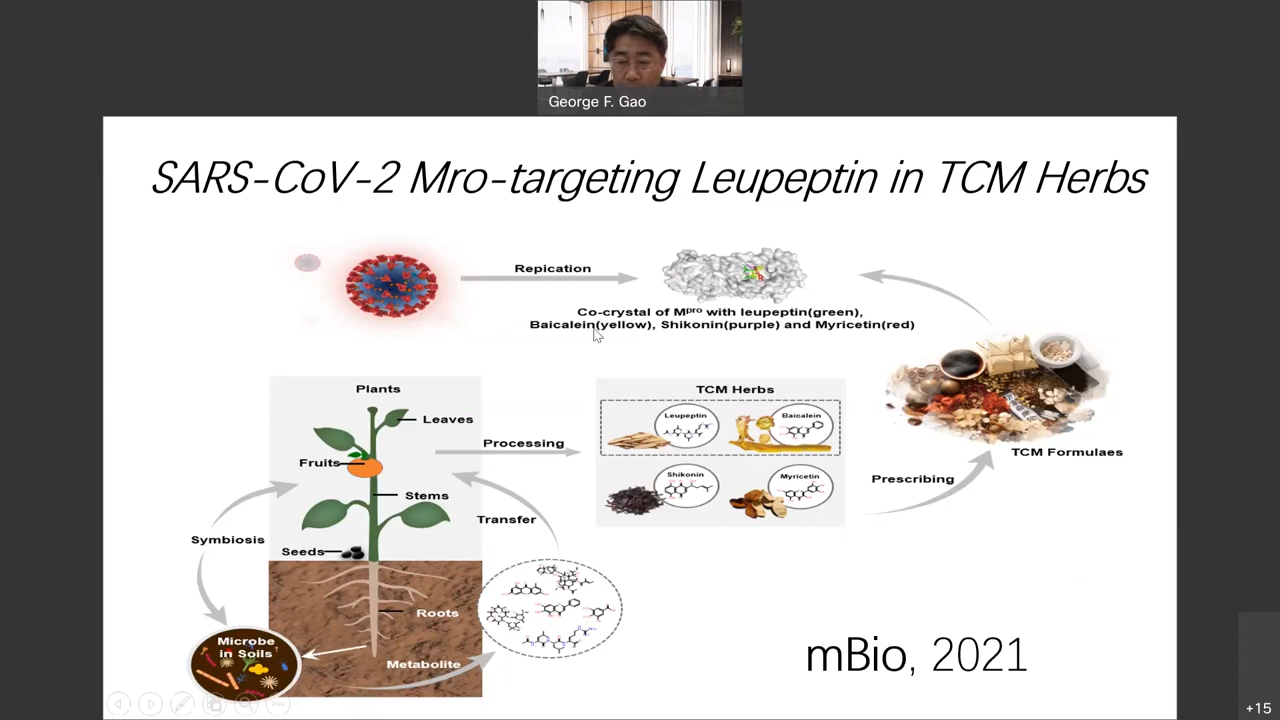 George F. Gao
SARS-CoV-2 Mro-targeting Leupeptin in TCM Herbs
Repication
Co-crystal of Mpro with leupeptin(green),
Baicalein(yellow), Shikonin(purple) and Myricetin(red)
Plants
Leaves
Fruits
Stems
Seeds
Roots
Symbiosis
Microbe
in Soils
Metabolite
Transfer
Processing
TCM Herbs
Leupeptin
Baicalein
Shikonin
Myricetin
Prescribing
TCM Formulaes
mBio, 2021
+15